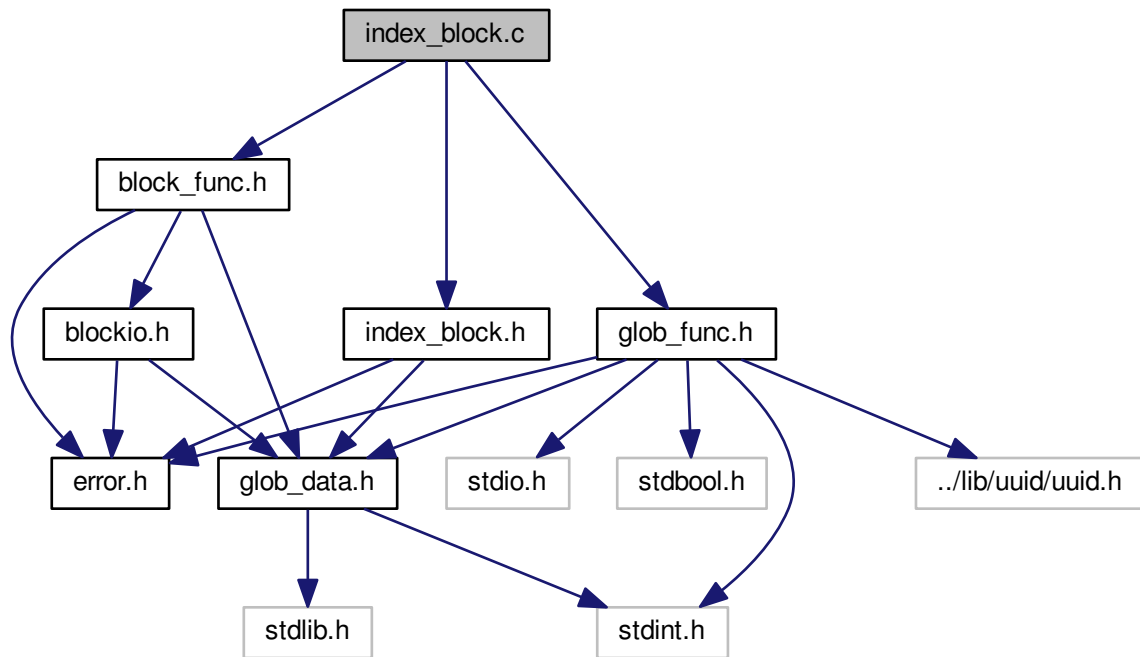 index_block.c
block_func.h
blockio.h
index_block.h
glob_func.h
error.h
glob_data.h
stdio.h
stdbool.h
../lib/uuid/uuid.h
stdlib.h
stdint.h